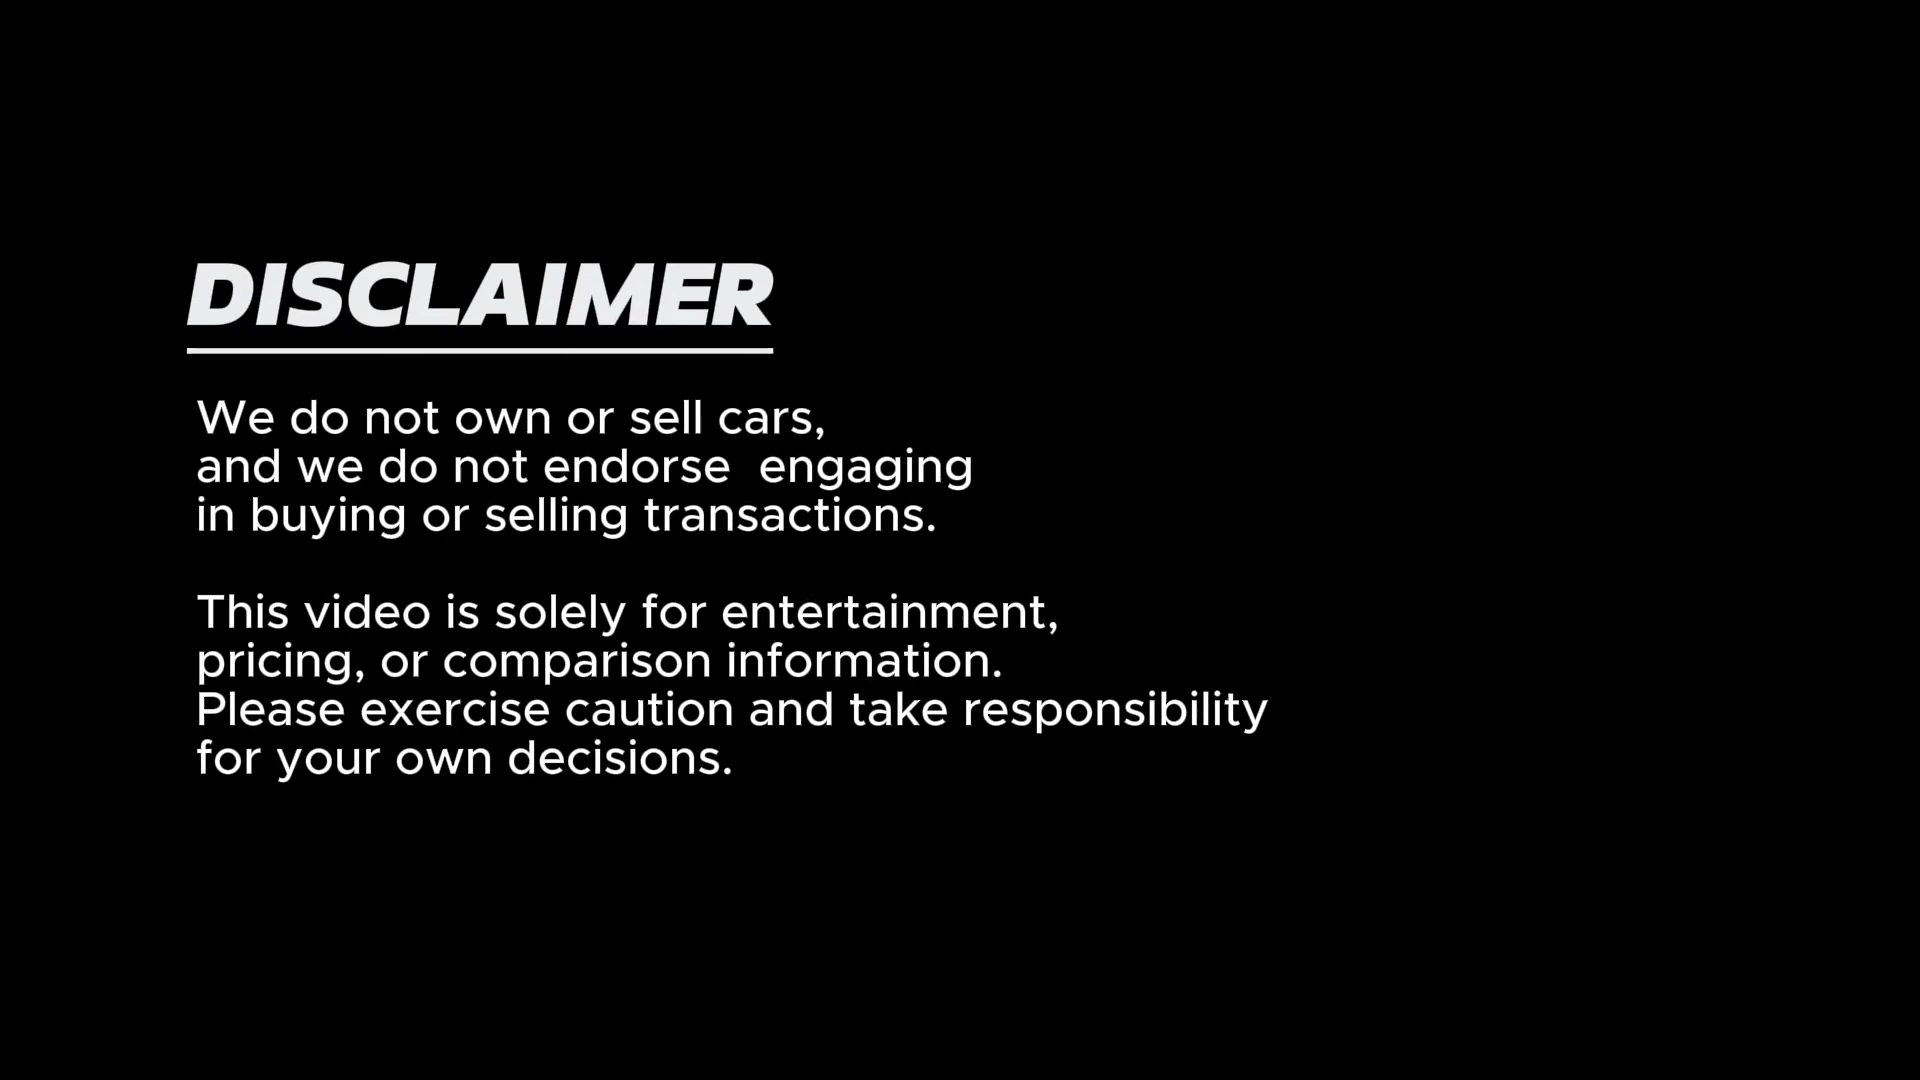 DISCLAIMER
We do not own or sell cars,
and we do not endorse  engaging
in buying or selling transactions.
This video is solely for entertainment,
pricing, or comparison information.
Please exercise caution and take responsibility
for your own decisions.